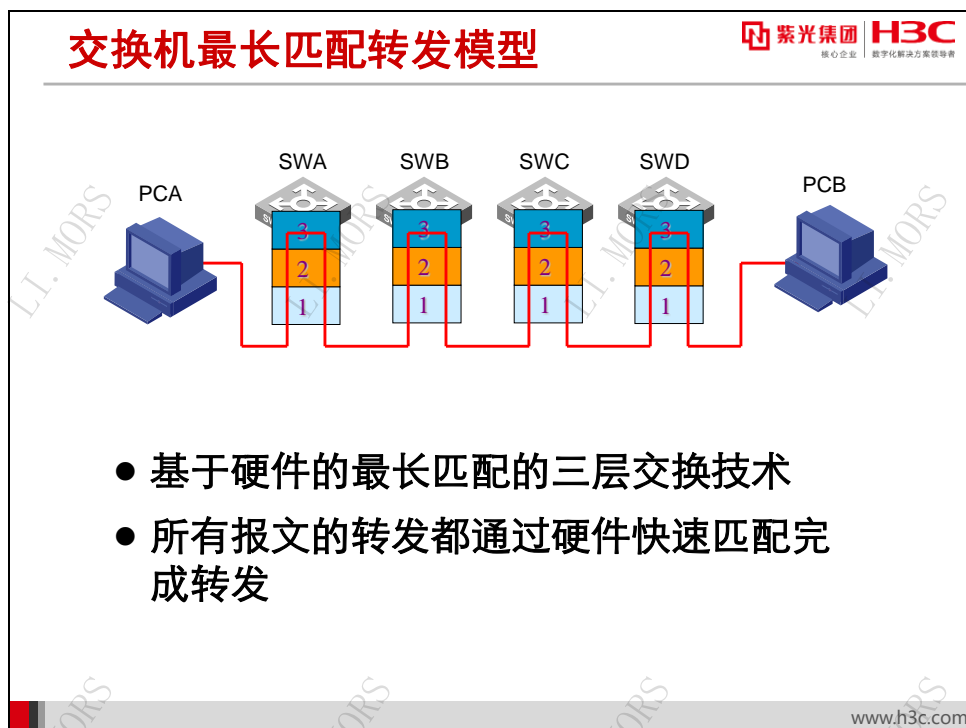 交换机最长匹配转发模型
紫光集团 H3C
核心企业 数字化解决方案领导者
SWA SWB SWC SWD
PCA PCB
3 3 3 3
2 2 2 2
1 1 1 1
LI.MORS
● 基于硬件的最长匹配的三层交换技术
● 所有报文的转发都通过硬件快速匹配完
成转发
www.h3c.com